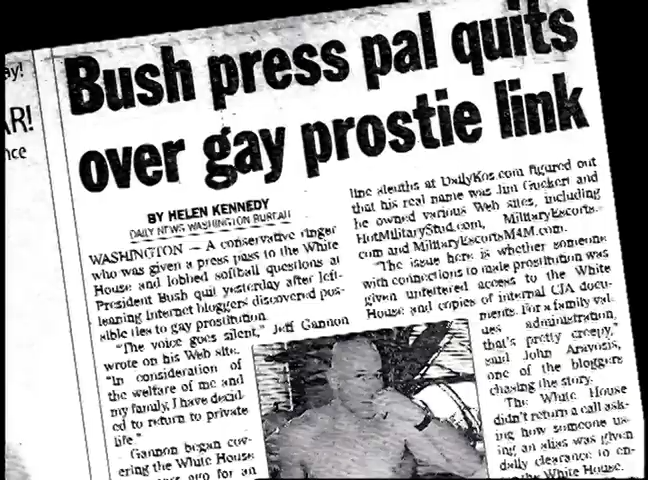 ay!
AR!
nce
Bush press pal quits
over gay prostie link
BY HELEN KENNEDY
DAILY NEWS WASHINGTON BUREAU
WASHINGTON — A conservative ringer
who was given a press pass to the White
House and lobbed softball questions at
President Bush quit yesterday after left-
leaning Internet bloggers discovered pos-
sible ties to gay prostitution.
"The voice goes silent," Jeff Gannon
wrote on his Web site.
"In consideration of
the welfare of me and
my family, I have decid-
ed to return to private
life."
Gannon began cov-
ering the White House
ago for an
line sleuths at DailyKos.com figured out
that his real name was Jim Guckert and
he owned various Web sites, including
HotMilitaryStud.com, MilitaryEscorts-
com and MilitaryEscortsM4M.com.
"The issue here is whether someone
with connections to male prostitution was
given unfettered access to the White
House and copies of internal CIA docu-
ments. For a family val-
ues administration,
that's pretty creepy,"
said John Aravosis,
one of the bloggers
chasing the story.
The White House
didn't return a call ask-
ing how someone us-
ing an alias was given
daily clearance to en-
the White House.